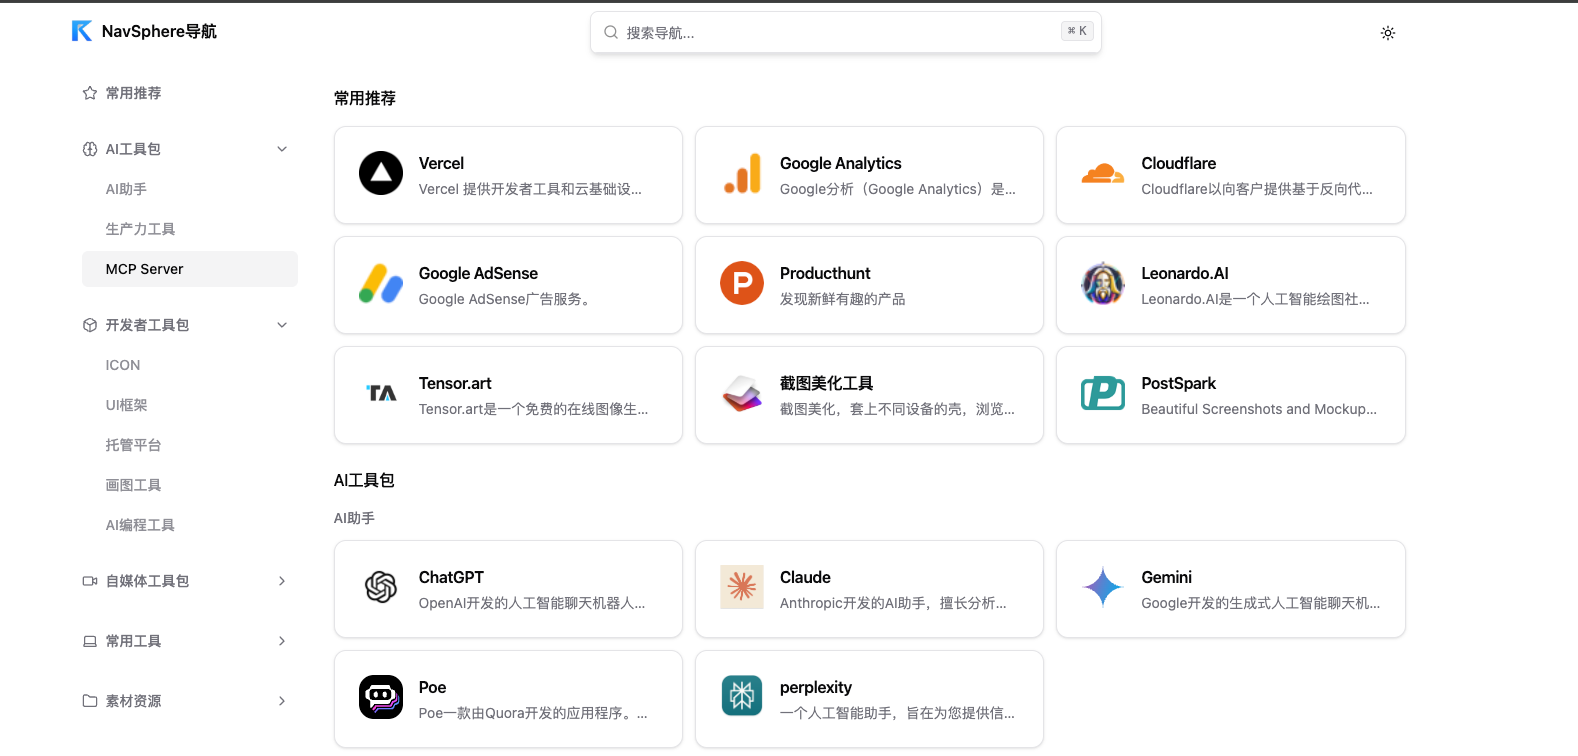 NavSphere导航
搜索导航...
⌘ K
常用推荐
AI工具包
AI助手
生产力工具
MCP Server
开发者工具包
ICON
UI框架
托管平台
画图工具
AI编程工具
自媒体工具包
常用工具
素材资源
常用推荐
Vercel
Vercel 提供开发者工具和云基础设...
Google Analytics
Google分析（Google Analytics）是...
Cloudflare
Cloudflare以向客户提供基于反向代...
Google AdSense
Google AdSense广告服务。
P
Producthunt
发现新鲜有趣的产品
Leonardo.AI
Leonardo.AI是一个人工智能绘图社...
TA
Tensor.art
Tensor.art是一个免费的在线图像生...
截图美化工具
截图美化，套上不同设备的壳，浏览...
P
PostSpark
Beautiful Screenshots and Mockup...
AI工具包
AI助手
ChatGPT
OpenAI开发的人工智能聊天机器人...
Claude
Anthropic开发的AI助手，擅长分析...
Gemini
Google开发的生成式人工智能聊天机...
Poe
Poe一款由Quora开发的应用程序。...
perplexity
一个人工智能助手，旨在为您提供信...